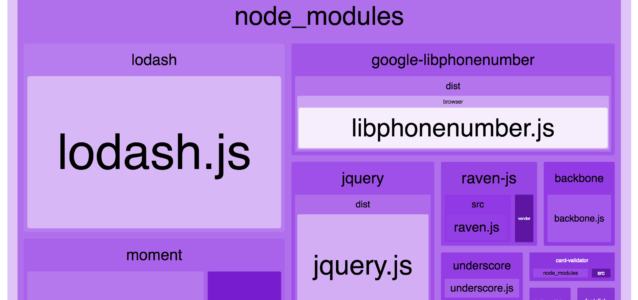 node_modules
lodash
lodash.js
google-libphonenumber
dist
browser
libphonenumber.js
jquery
dist
jquery.js
raven-js
src
raven.js
vendor
backbone
backbone.js
moment
underscore
underscore.js
card-validator
node_modules
src